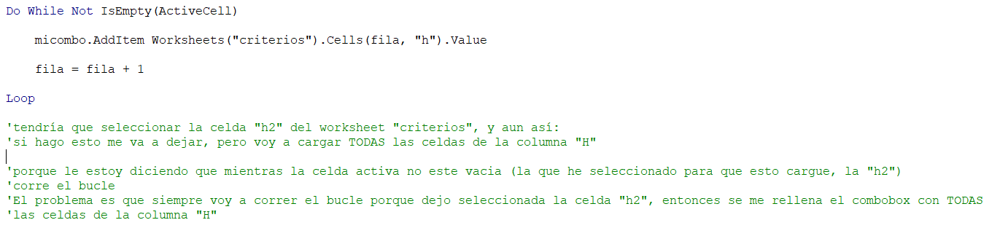 Do While Not IsEmpty(ActiveCell)
micombo.AddItem Worksheets("criterios").Cells(fila, "h").Value
fila = fila + 1
Loop
'tendría que seleccionar la celda "h2" del worksheet "criterios", y aun así:
'si hago esto me va a dejar, pero voy a cargar TODAS las celdas de la columna "H"
'porque le estoy diciendo que mientras la celda activa no este vacia (la que he seleccionado para que esto cargue, la "h2")
'corre el bucle
'El problema es que siempre voy a correr el bucle porque dejo seleccionada la celda "h2", entonces se me rellena el combobox con TODAS
'las celdas de la columna "H"